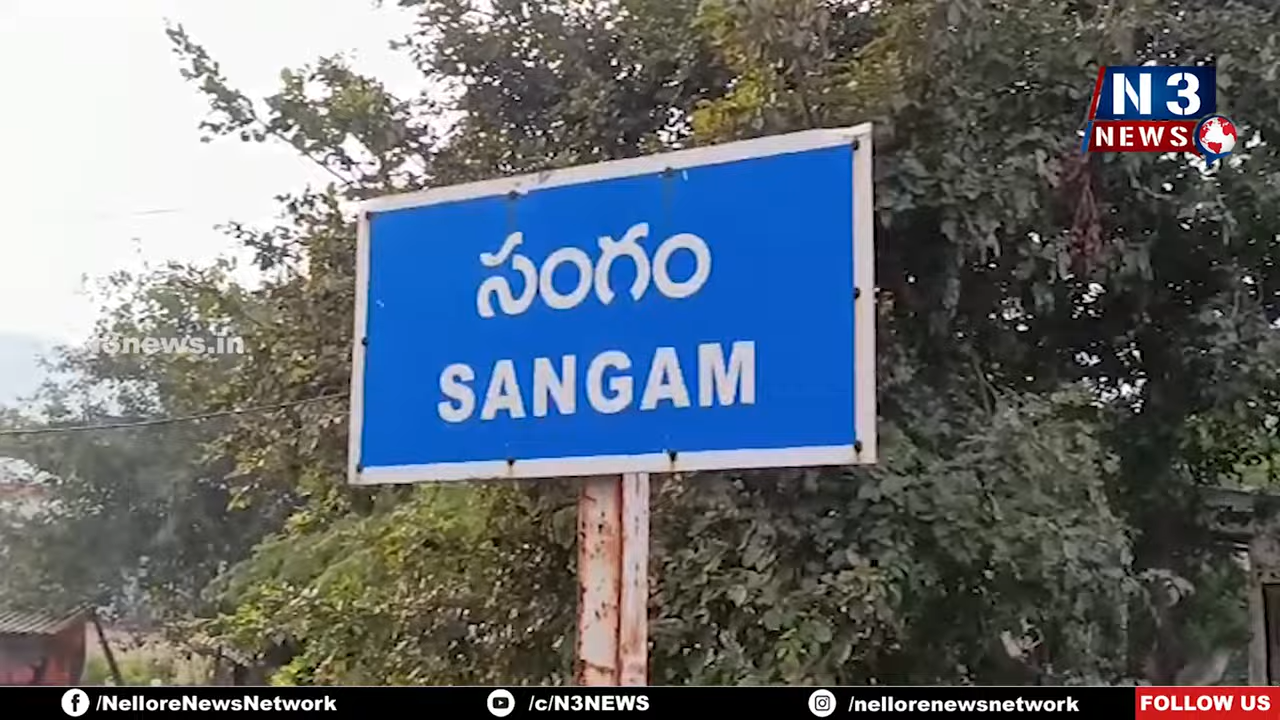 N3
NEWS
సంగం
n3news.in
SANGAM
/NelloreNewsNetwork
/c/N3NEWS
/nellorenewsnetwork
FOLLOW US